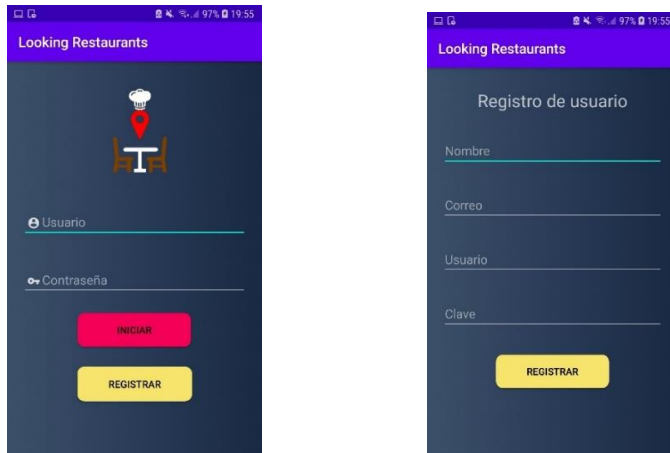 97% 19:55
Looking Restaurants
Usuario
Contraseña
INICIAR
REGISTRAR
97% 19:55
Looking Restaurants
Registro de usuario
Nombre
Correo
Usuario
Clave
REGISTRAR